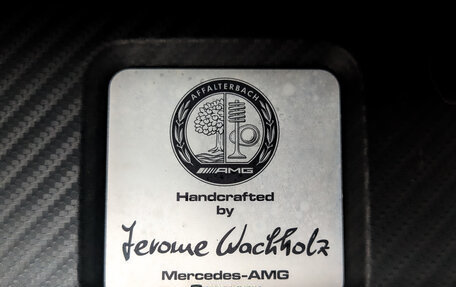 AFFALTERBACH
AMG
Handcrafted
by
Jerome Wachholz
Mercedes-AMG